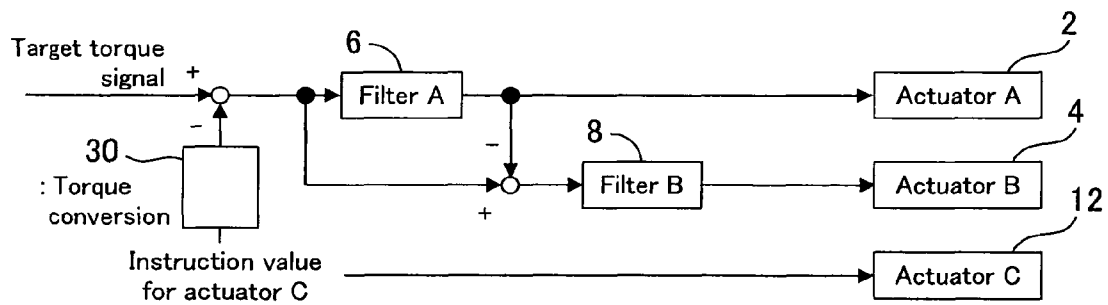 6
2
Target torque
signal
+
Filter A
Actuator A
−
30
8
4
−
: Torque
conversion
+
Filter B
Actuator B
12
Instruction value
for actuator C
Actuator C